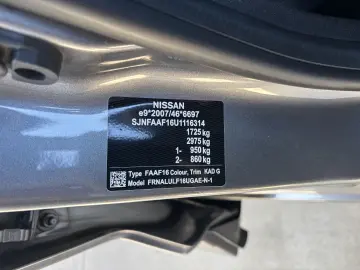 NISSAN
e9*2007/46*6697
SJNFAAF16U1116314
1725 kg
2975 kg
1- 950 kg
2- 860 kg
Type FAAF16 Colour, Trim KAD G
Model FRNALULF16UGAE-N-1